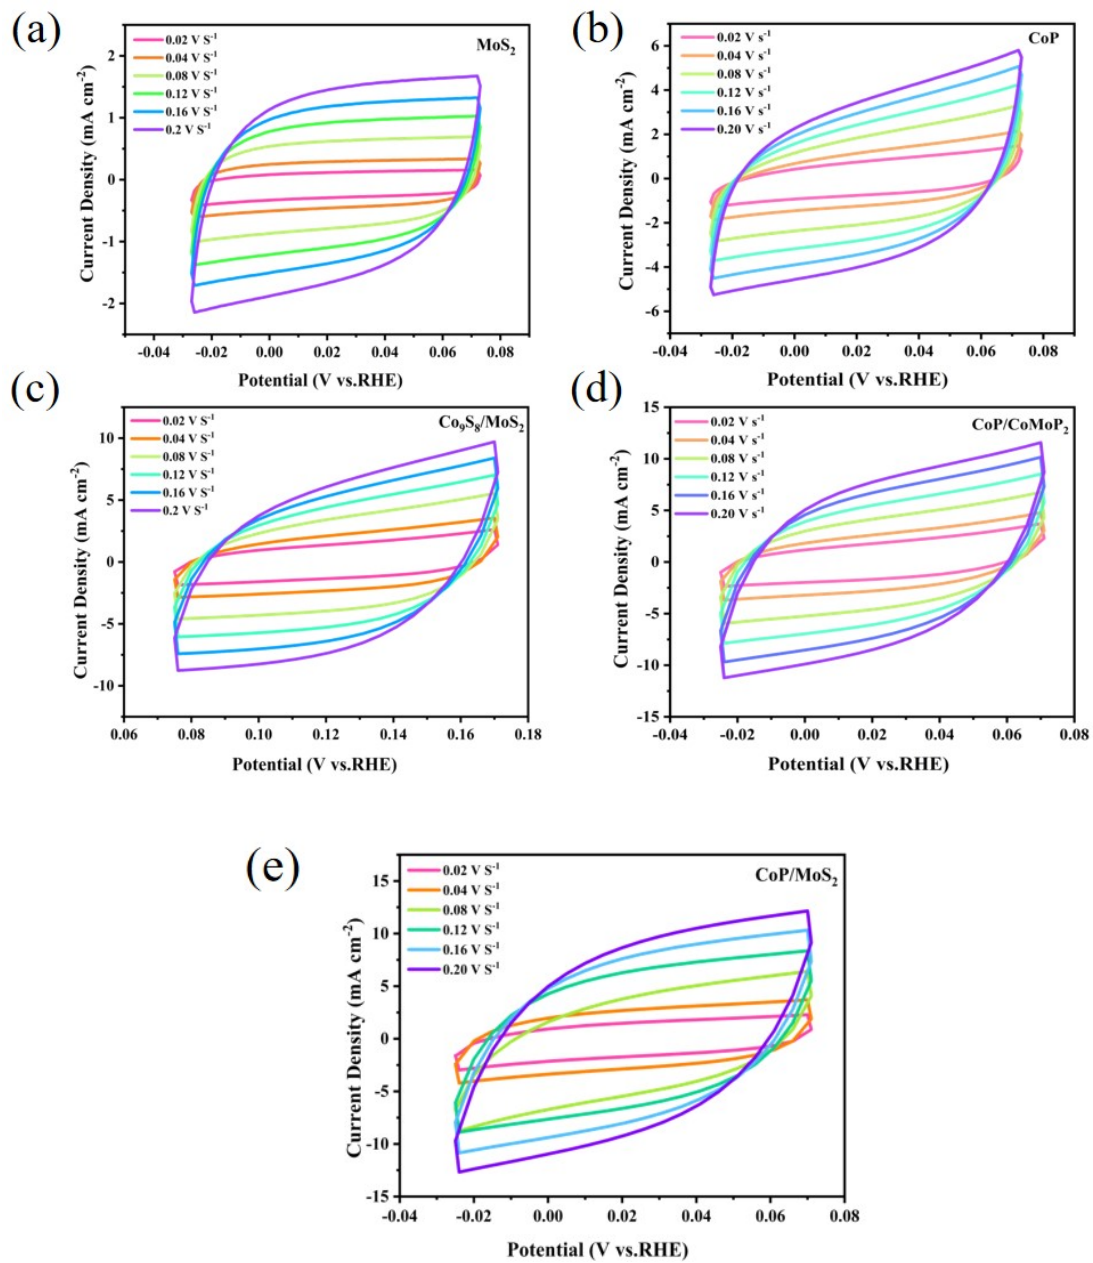 (a)
MoS2
0.02 V S-1
0.04 V S-1
0.08 V S-1
0.12 V S-1
0.16 V S-1
0.2 V S-1
2
1
0
-1
-2
Current Density (mA cm-2)
-0.04 -0.02 0.00 0.02 0.04 0.06 0.08
Potential (V vs.RHE)
(b)
CoP
0.02 V s-1
0.04 V s-1
0.08 V s-1
0.12 V s-1
0.16 V s-1
0.20 V s-1
6
4
2
0
-2
-4
-6
Current Density (mA cm-2)
-0.04 -0.02 0.00 0.02 0.04 0.06 0.08
Potential (V vs.RHE)
(c)
Co9S8/MoS2
0.02 V S-1
0.04 V S-1
0.08 V S-1
0.12 V S-1
0.16 V S-1
0.2 V S-1
10
5
0
-5
-10
Current Density (mA cm-2)
0.06 0.08 0.10 0.12 0.14 0.16 0.18
Potential (V vs.RHE)
(d)
CoP/CoMoP2
0.02 V s-1
0.04 V s-1
0.08 V s-1
0.12 V s-1
0.16 V s-1
0.20 V s-1
15
10
5
0
-5
-10
-15
Current Density (mA cm-2)
-0.04 -0.02 0.00 0.02 0.04 0.06 0.08
Potential (V vs.RHE)
(e)
CoP/MoS2
0.02 V S-1
0.04 V S-1
0.08 V S-1
0.12 V S-1
0.16 V S-1
0.20 V S-1
15
10
5
0
-5
-10
-15
Current Density (mA cm-2)
-0.04 -0.02 0.00 0.02 0.04 0.06 0.08
Potential (V vs.RHE)